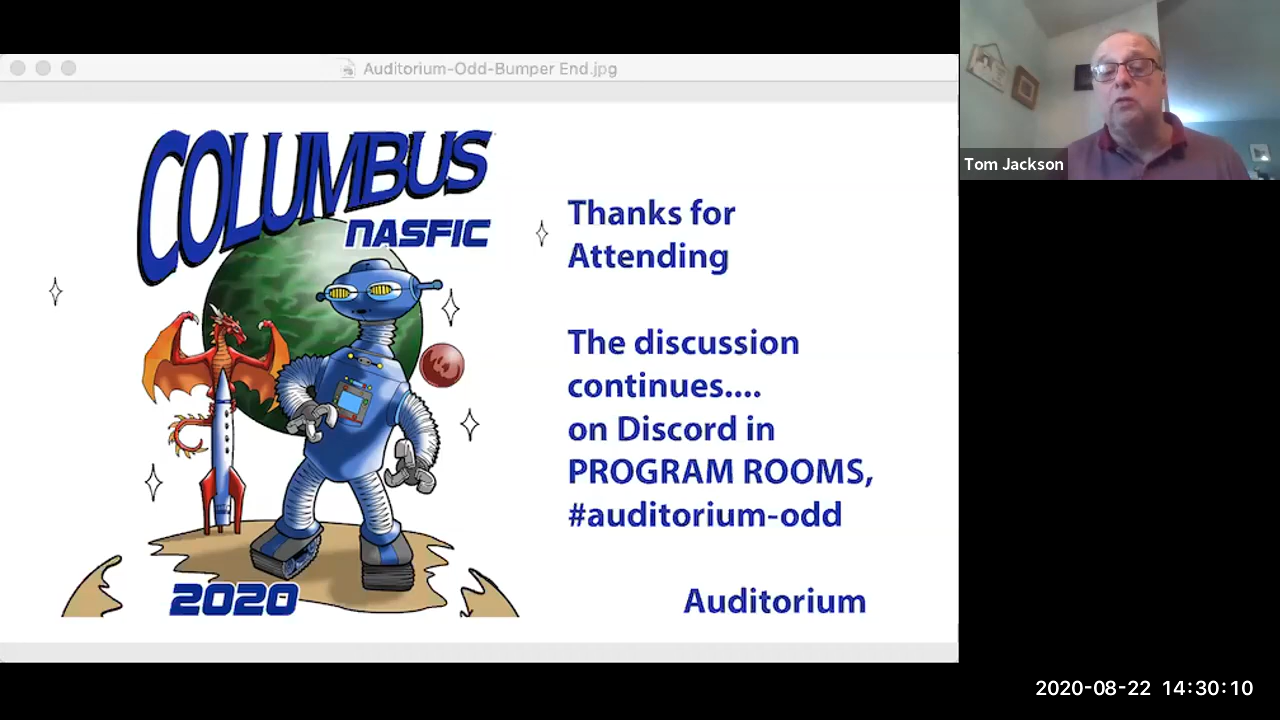 Auditorium-Odd-Bumper End.jpg
COLUMBUS
NASFIC
2020
Thanks for
Attending
The discussion
continues....
on Discord in
PROGRAM ROOMS,
#auditorium-odd
Auditorium
Tom Jackson
2020-08-22 14:30:10